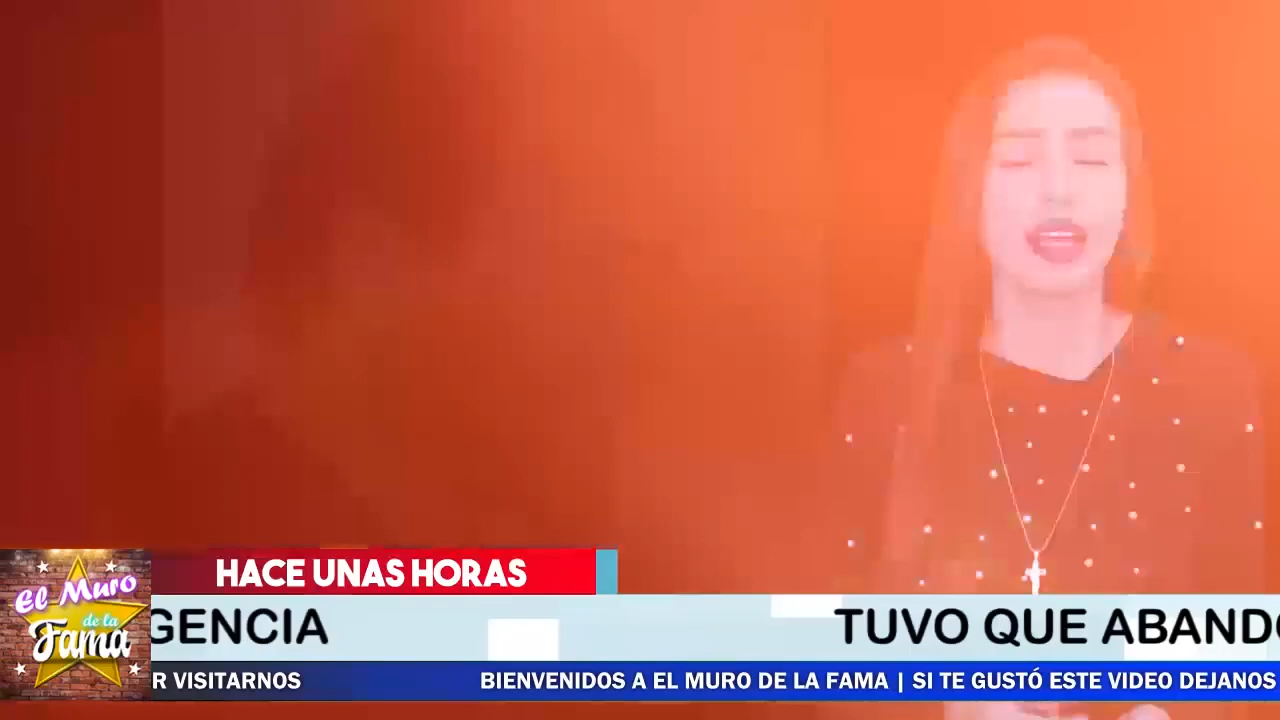 HACE UNAS HORAS
El Muro
de la
Fama
GENCIA TUVO QUE ABANDO
R VISITARNOS BIENVENIDOS A EL MURO DE LA FAMA | SI TE GUSTÓ ESTE VIDEO DEJANOS